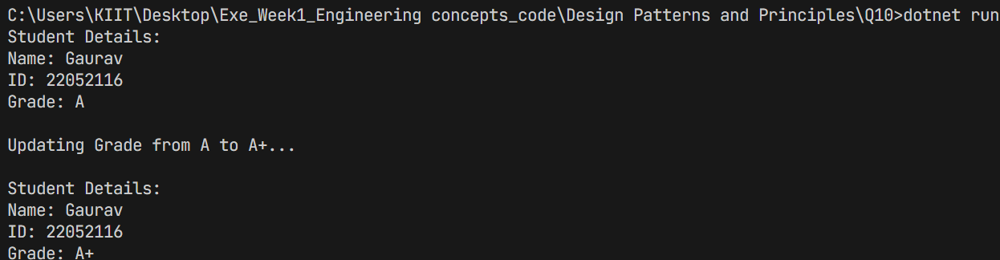 C:\Users\KIIT\Desktop\Exe_Week1_Engineering concepts_code\Design Patterns and Principles\Q10>dotnet run
Student Details:
Name: Gaurav
ID: 22052116
Grade: A
Updating Grade from A to A+...
Student Details:
Name: Gaurav
ID: 22052116
Grade: A+